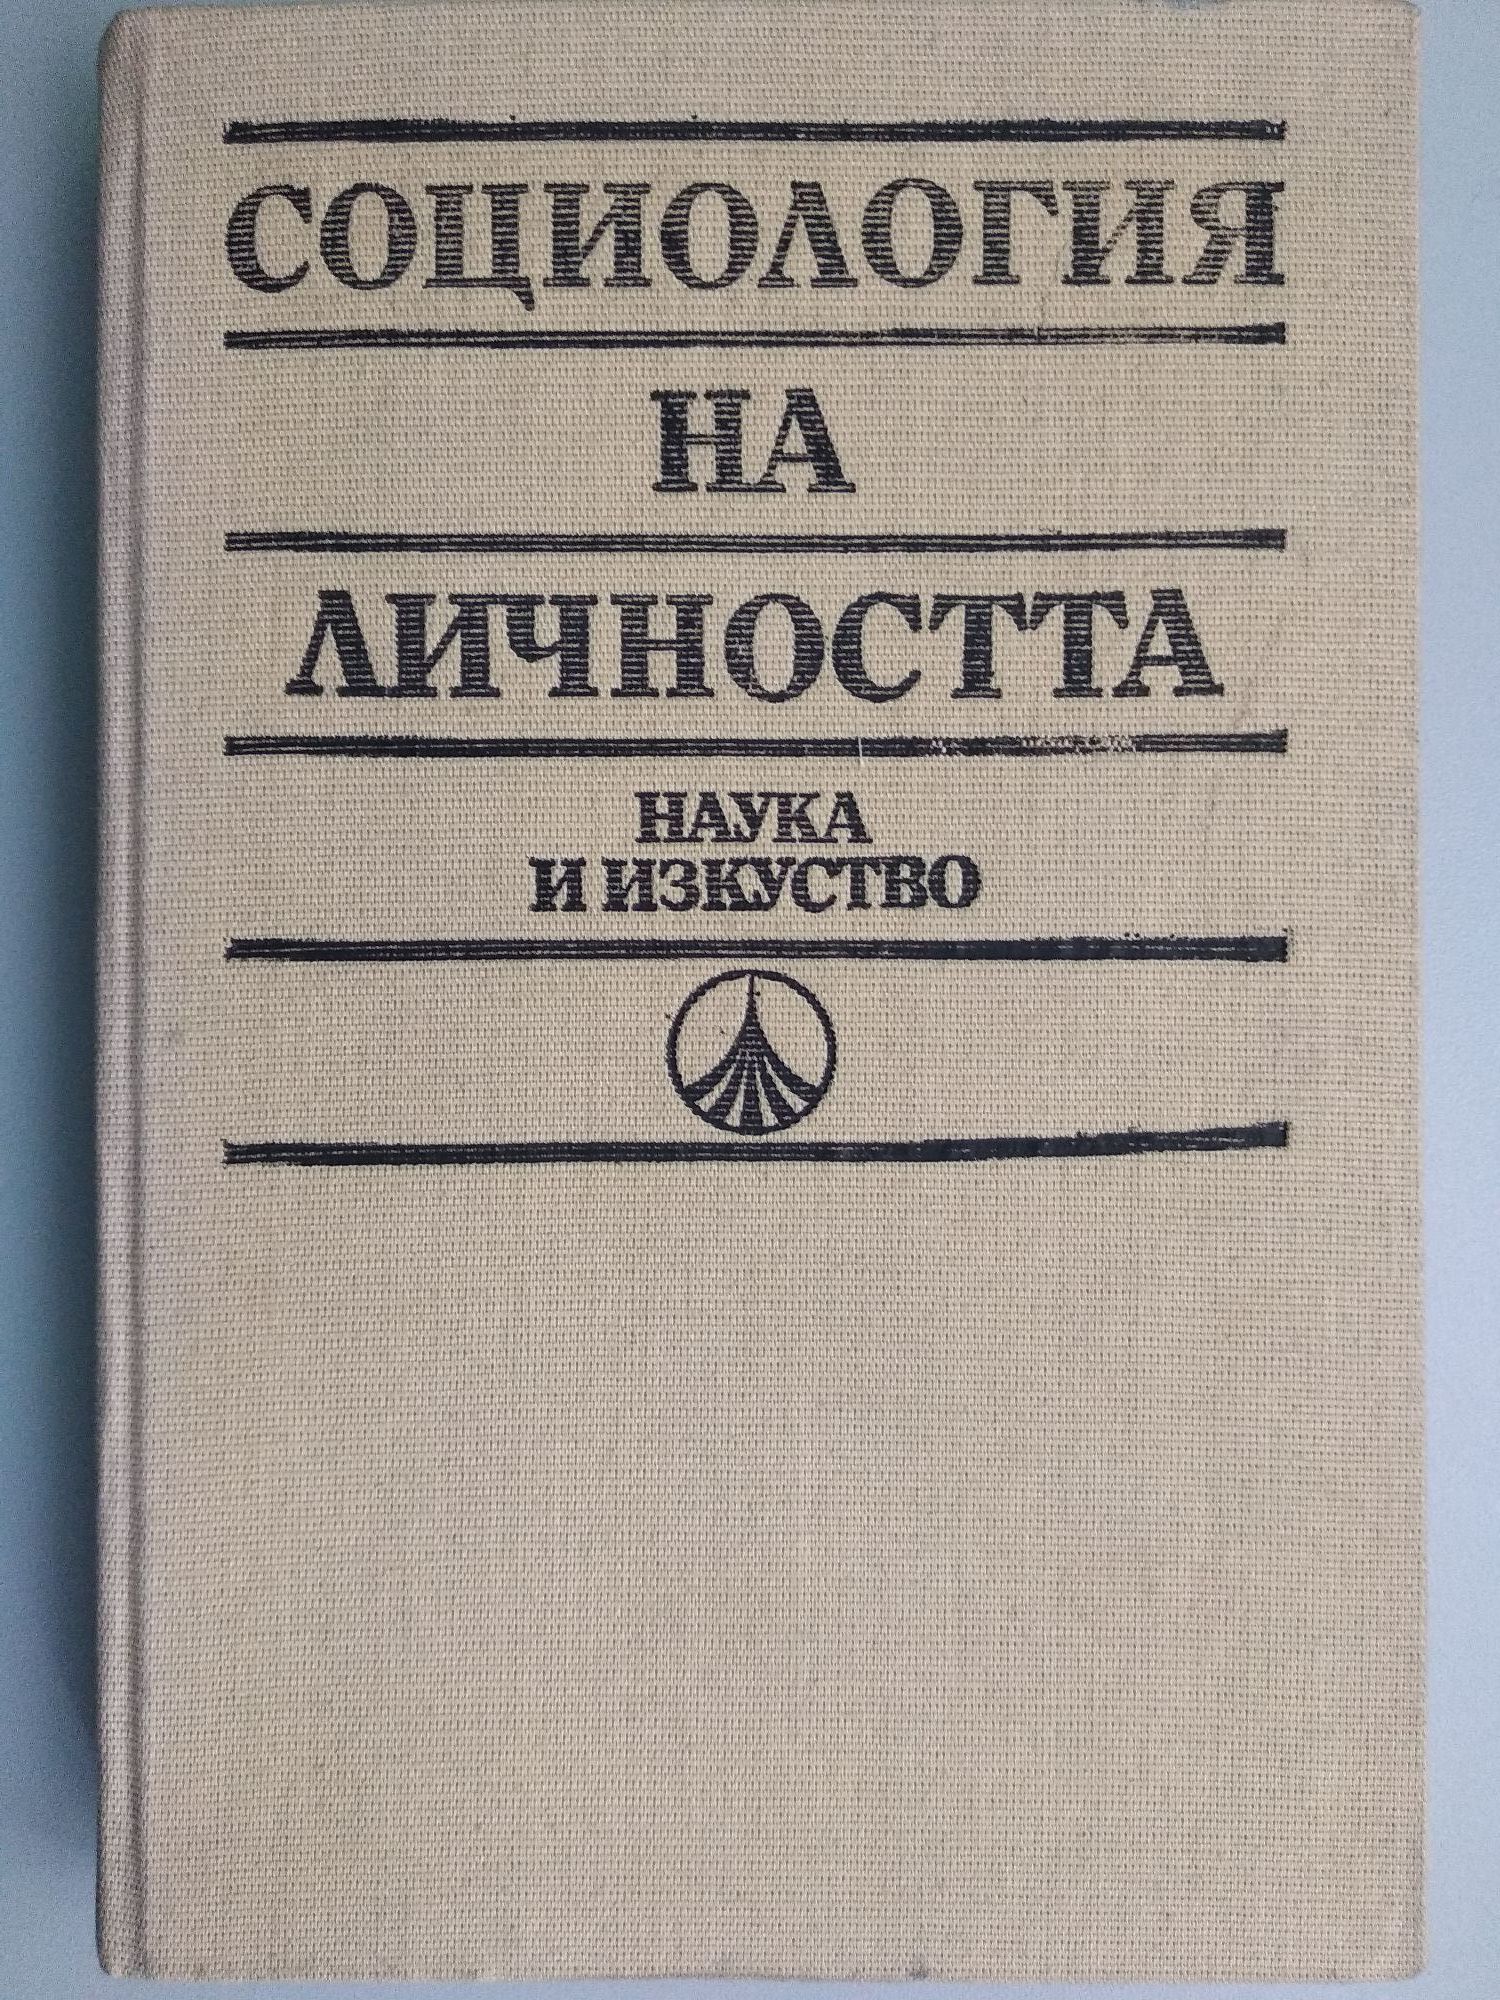 СОЦИОЛОГИЯ
НА
ЛИЧНОСТТА
НАУКА
И ИЗКУСТВО